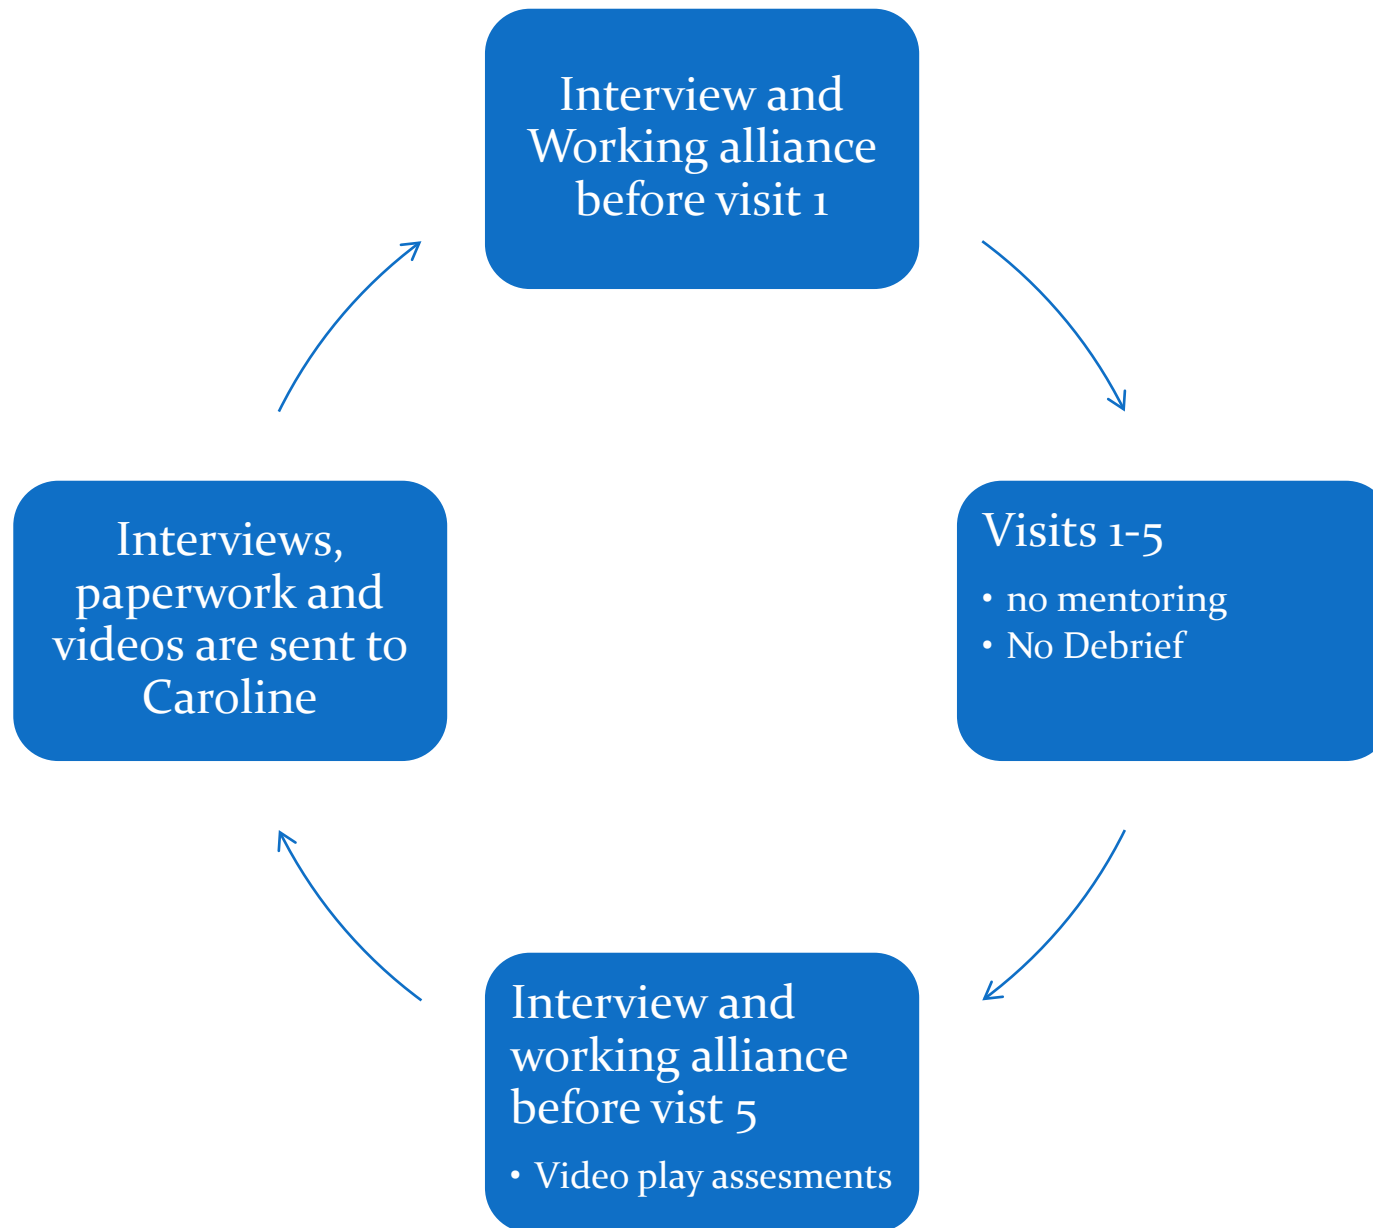 Interview and
Working alliance
before visit 1
Visits 1-5
• no mentoring
• No Debrief
Interview and
working alliance
before vist 5
• Video play assesments
Interviews,
paperwork and
videos are sent to
Caroline